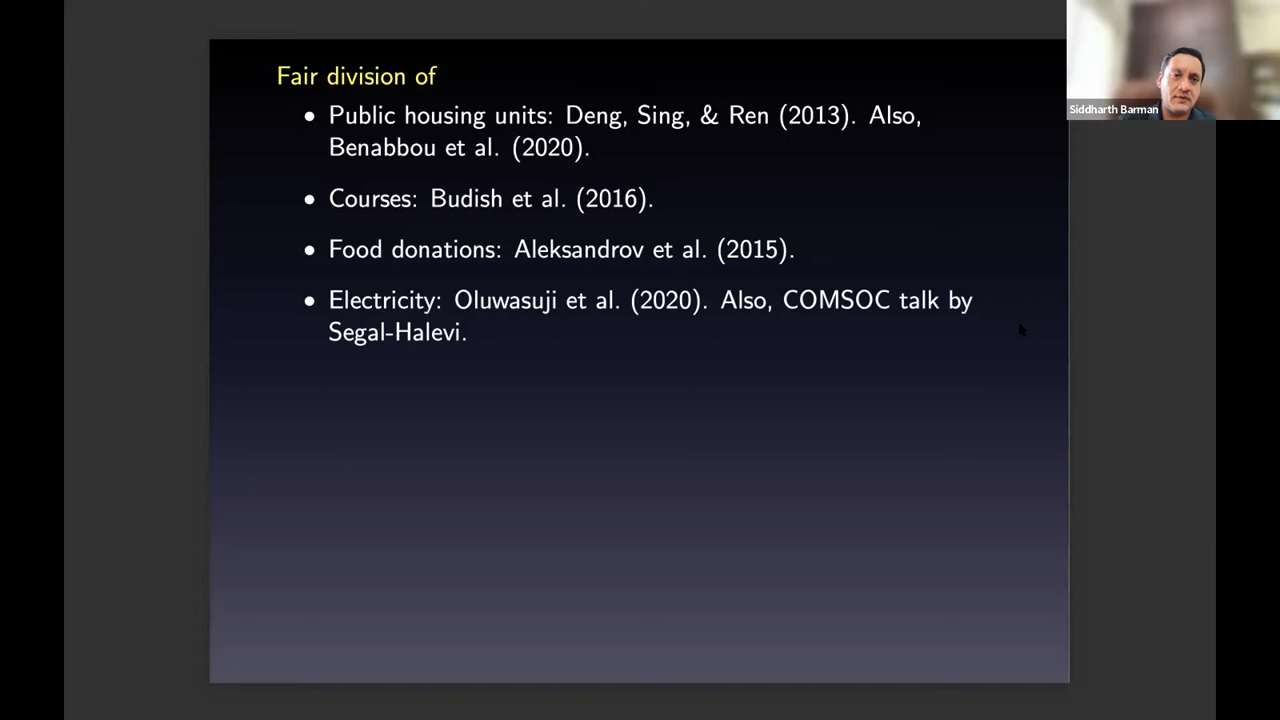 Fair division of
• Public housing units: Deng, Sing, & Ren (2013). Also,
Benabbou et al. (2020).
• Courses: Budish et al. (2016).
• Food donations: Aleksandrov et al. (2015).
• Electricity: Oluwasuji et al. (2020). Also, COMSOC talk by
Segal-Halevi.
Siddharth Barman